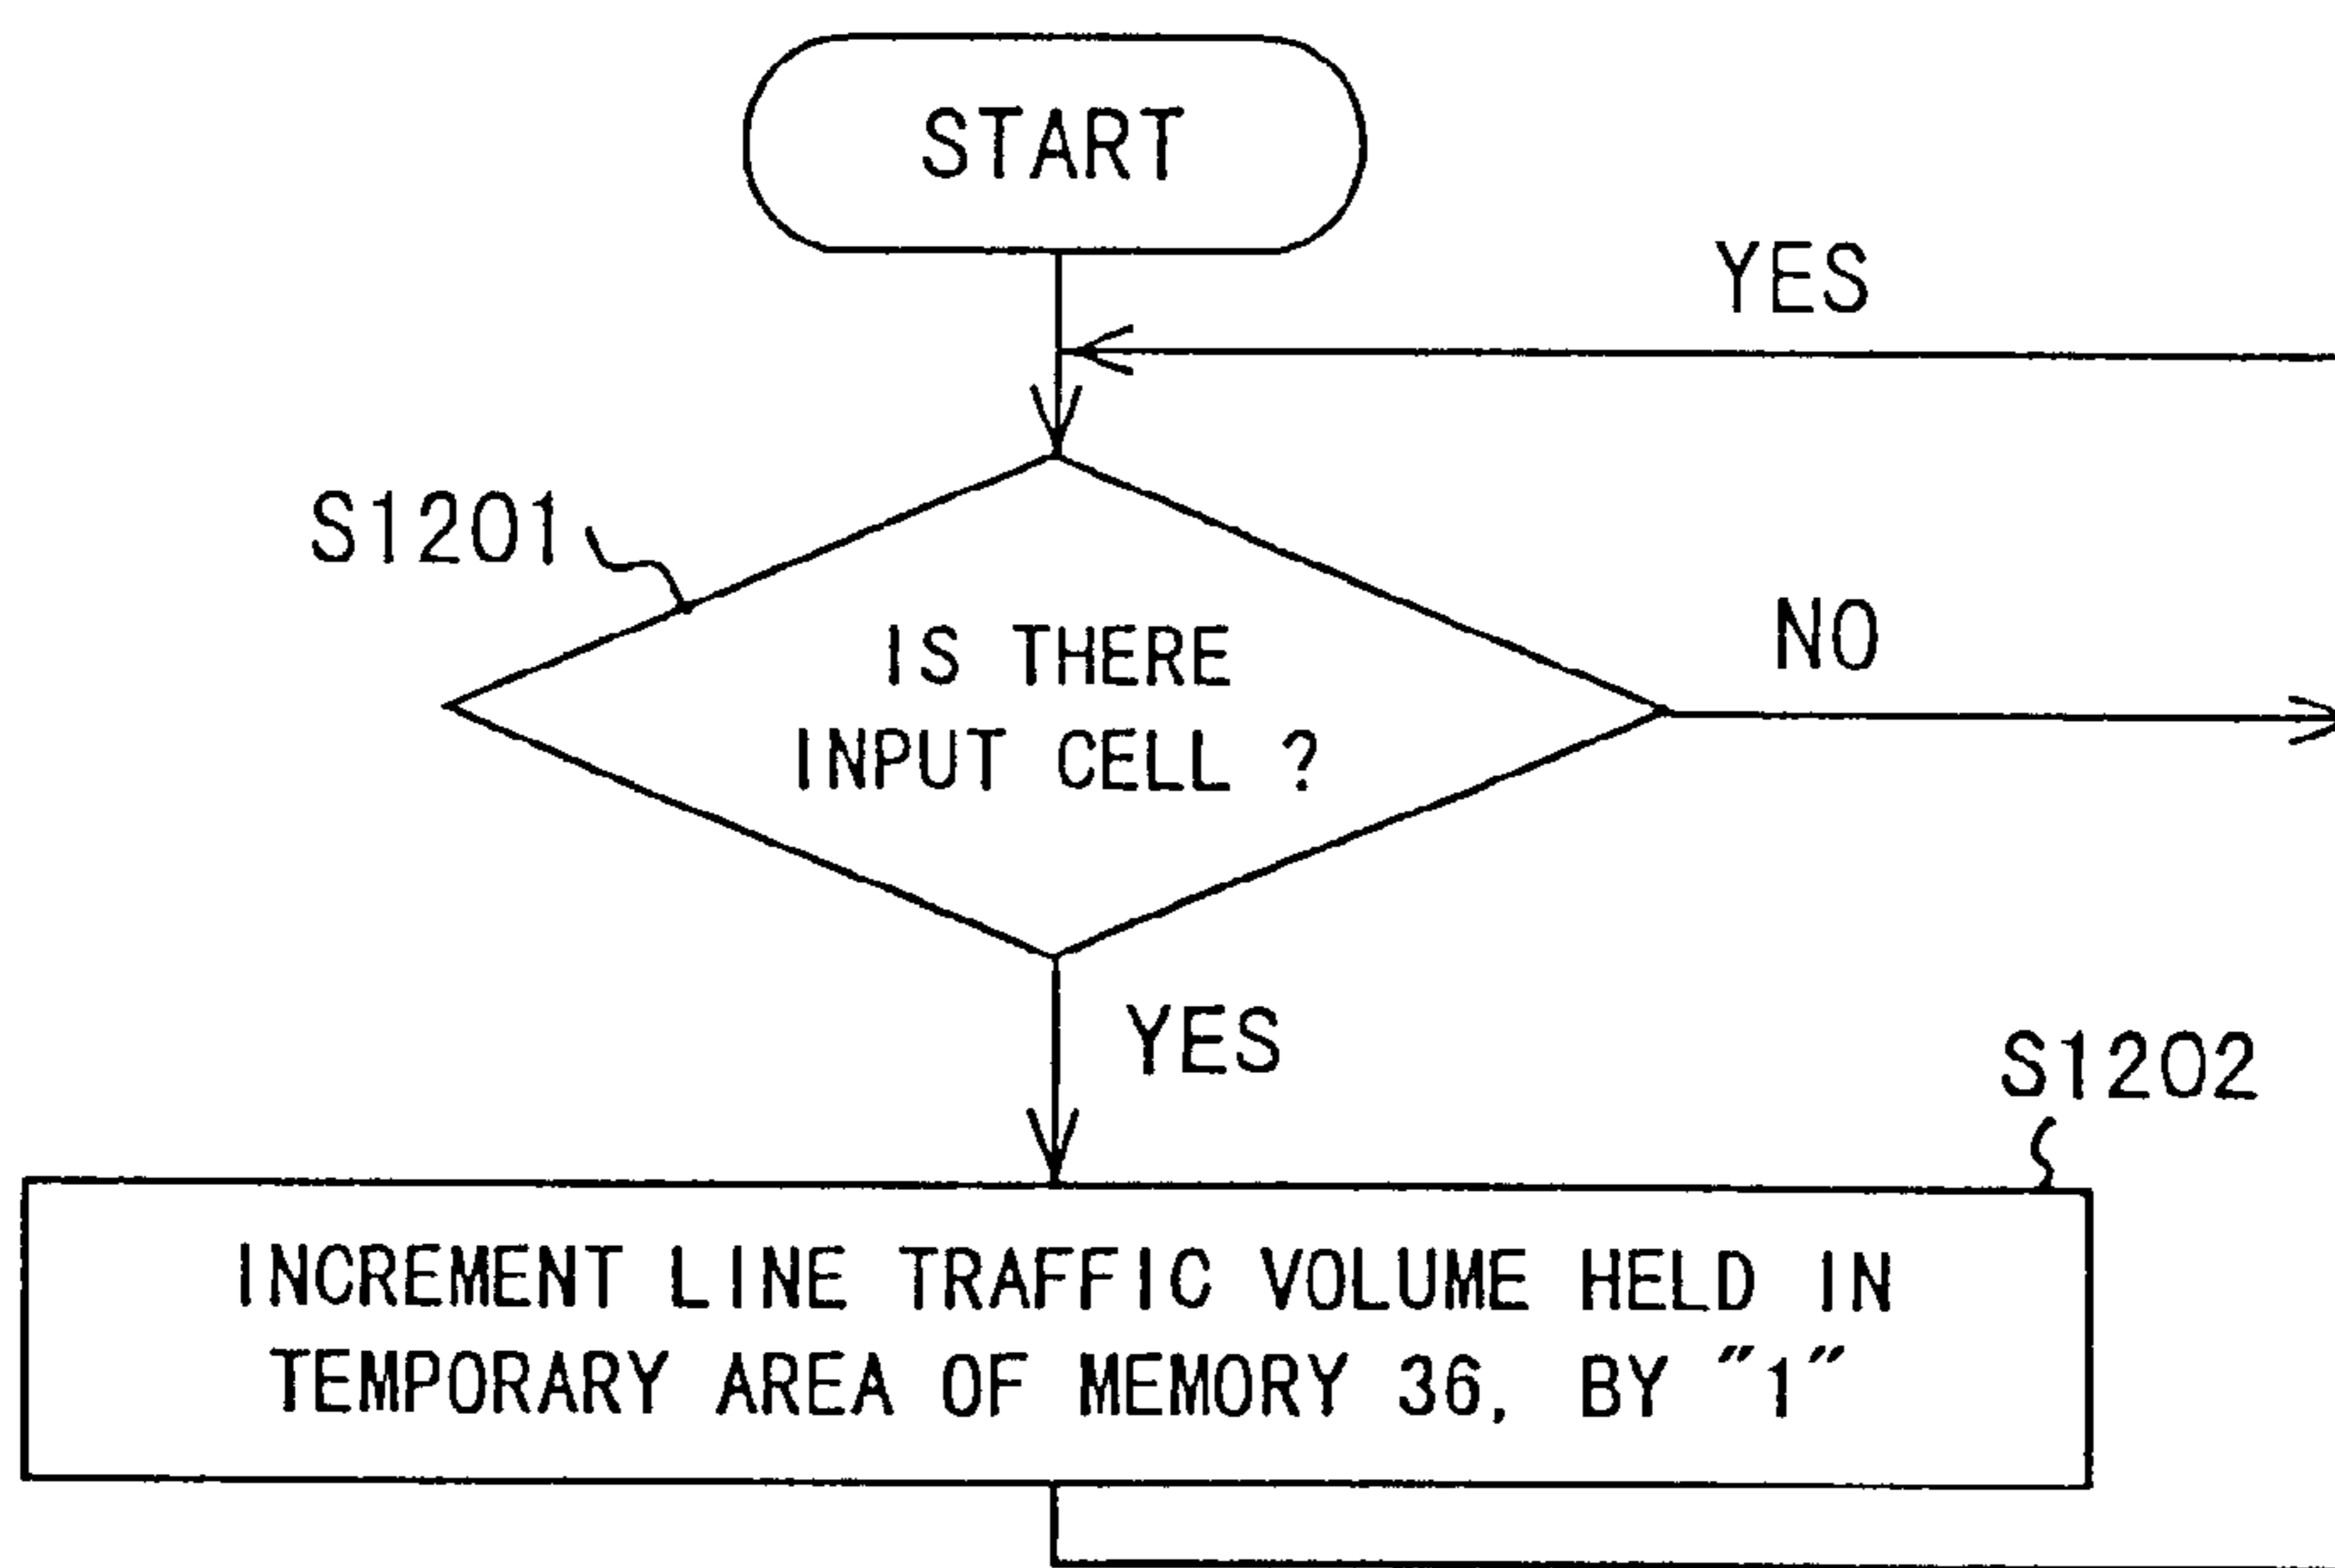 START
YES
S1201
IS THERE
NO
INPUT CELL ?
YES
S1202
INCREMENT LINE TRAFFIC VOLUME HELD IN
TEMPORARY AREA OF MEMORY 36, BY "1"